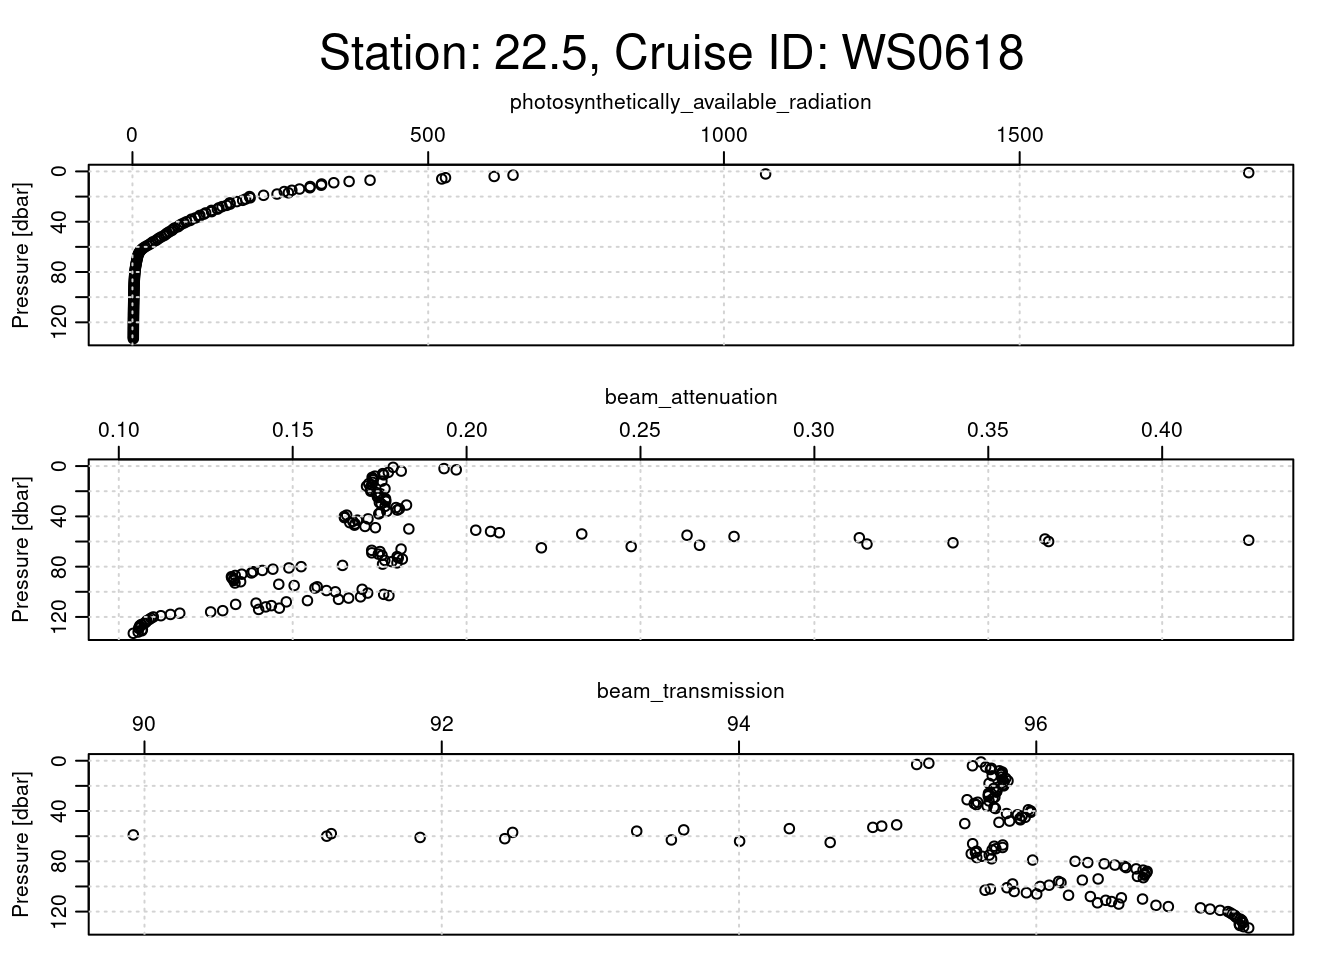 Station: 22.5, Cruise ID: WS0618
photosynthetically_available_radiation
0 500 1000 1500
Pressure [dbar]
0 40 80 120
beam_attenuation
0.10 0.15 0.20 0.25 0.30 0.35 0.40
Pressure [dbar]
0 40 80 120
beam_transmission
90 92 94 96
Pressure [dbar]
0 40 80 120